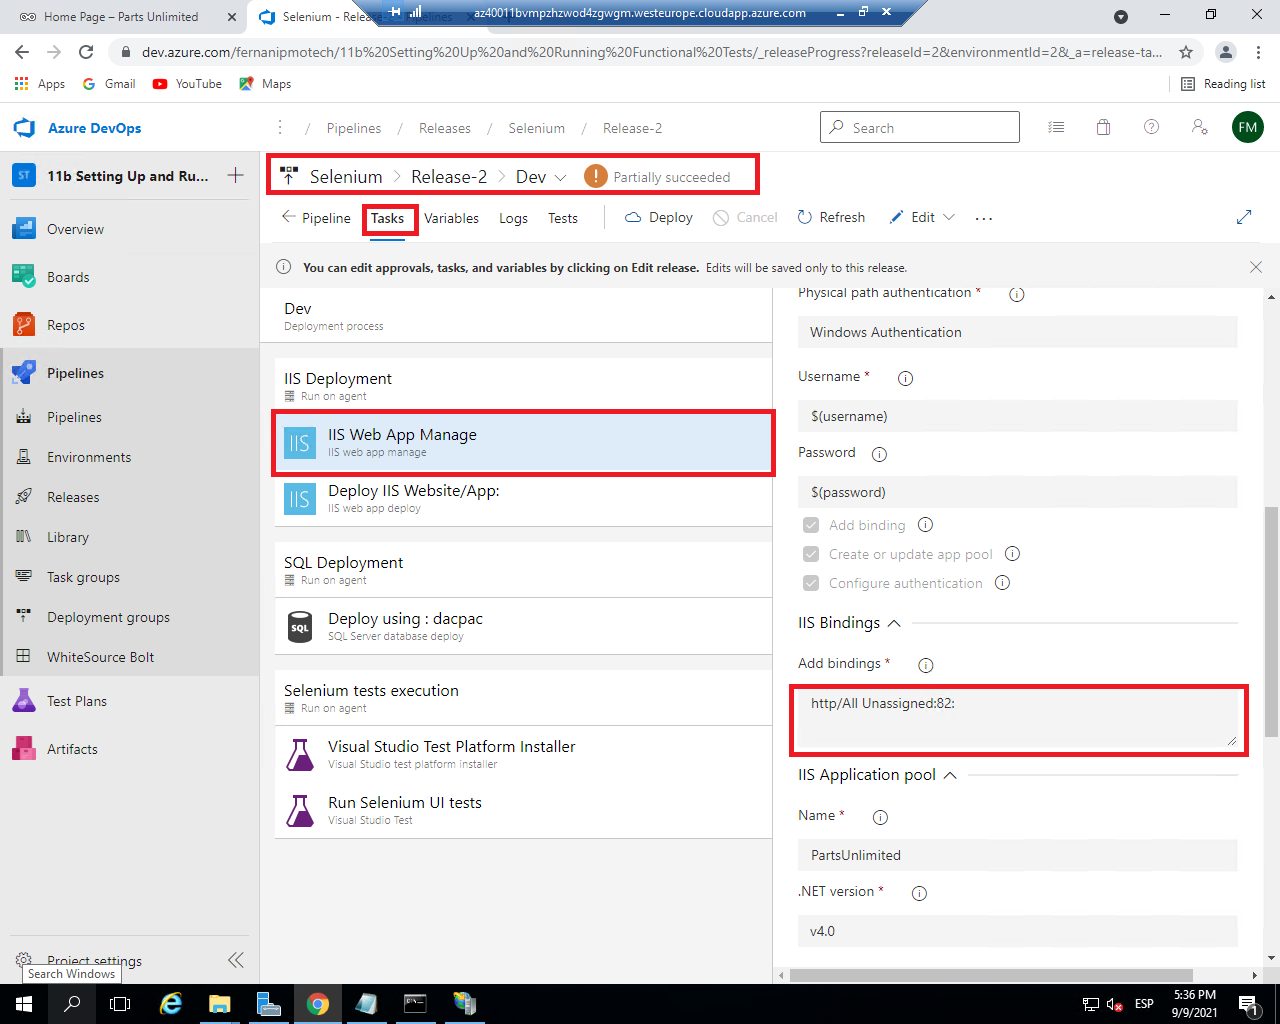 Home Page – Parts Unlimited
Selenium - Releas
az40011bvmpzhzwod4zgwgm.westeurope.cloudapp.azure.com
dev.azure.com/fernanipmotech/11b%20Setting%20Up%20and%20Running%20Functional%20Tests/_releaseProgress?releaseId=2&environmentId=2&_a=release-ta...
Apps
Gmail
YouTube
Maps
Reading list
Azure DevOps
/ Pipelines / Releases / Selenium / Release-2
Search
FM
ST
11b Setting Up and Ru...
Selenium > Release-2 > Dev
Partially succeeded
Pipeline
Tasks
Variables
Logs
Tests
Deploy
Cancel
Refresh
Edit
You can edit approvals, tasks, and variables by clicking on Edit release. Edits will be saved only to this release.
Overview
Boards
Repos
Pipelines
Pipelines
Environments
Releases
Library
Task groups
Deployment groups
WhiteSource Bolt
Test Plans
Artifacts
Project settings
Search Windows
Dev
Deployment process
IIS Deployment
Run on agent
IIS
IIS Web App Manage
IIS web app manage
IIS
Deploy IIS Website/App:
IIS web app deploy
SQL Deployment
Run on agent
SQL
Deploy using : dacpac
SQL Server database deploy
Selenium tests execution
Run on agent
Visual Studio Test Platform Installer
Visual Studio test platform installer
Run Selenium UI tests
Visual Studio Test
Physical path authentication *
Windows Authentication
Username *
$(username)
Password
$(password)
Add binding
Create or update app pool
Configure authentication
IIS Bindings
Add bindings *
http/All Unassigned:82:
IIS Application pool
Name *
PartsUnlimited
.NET version *
v4.0
ESP
5:36 PM
9/9/2021
1